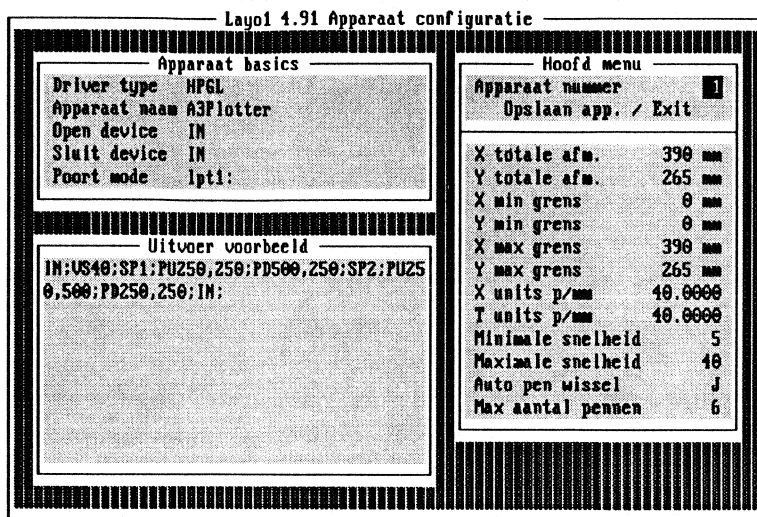 Layo1 4.91 Apparaat configuratie
Apparaat basics
Driver type HPGL
Apparaat naam A3Plotter
Open device IN
Sluit device IN
Poort mode lpt1:
Uitvoer voorbeeld
IN;VS40;SP1;PU250,250;PD500,250;SP2;PU25
0,500;PD250,250;IN;
Hoofd menu
Apparaat nummer 1
Opslaan app. / Exit
X totale afm. 390 mm
Y totale afm. 265 mm
X min grens 0 mm
Y min grens 0 mm
X max grens 390 mm
Y max grens 265 mm
X units p/mm 40.0000
T units p/mm 40.0000
Minimale snelheid 5
Maximale snelheid 40
Auto pen wissel J
Max aantal pennen 6